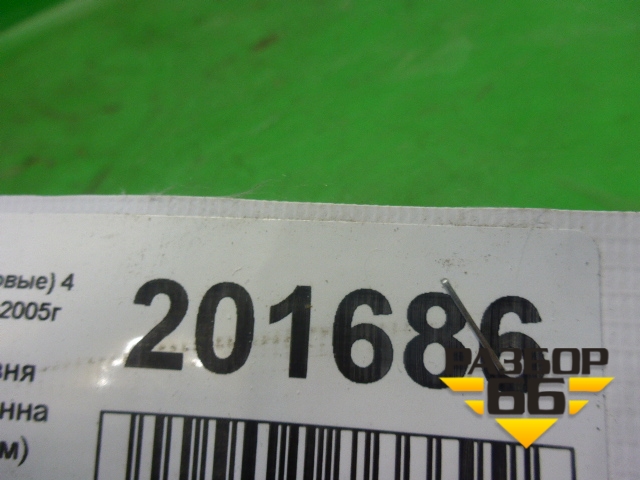 овые) 4
2005г
вня
нна
м)
201686
РАЗБОР
66